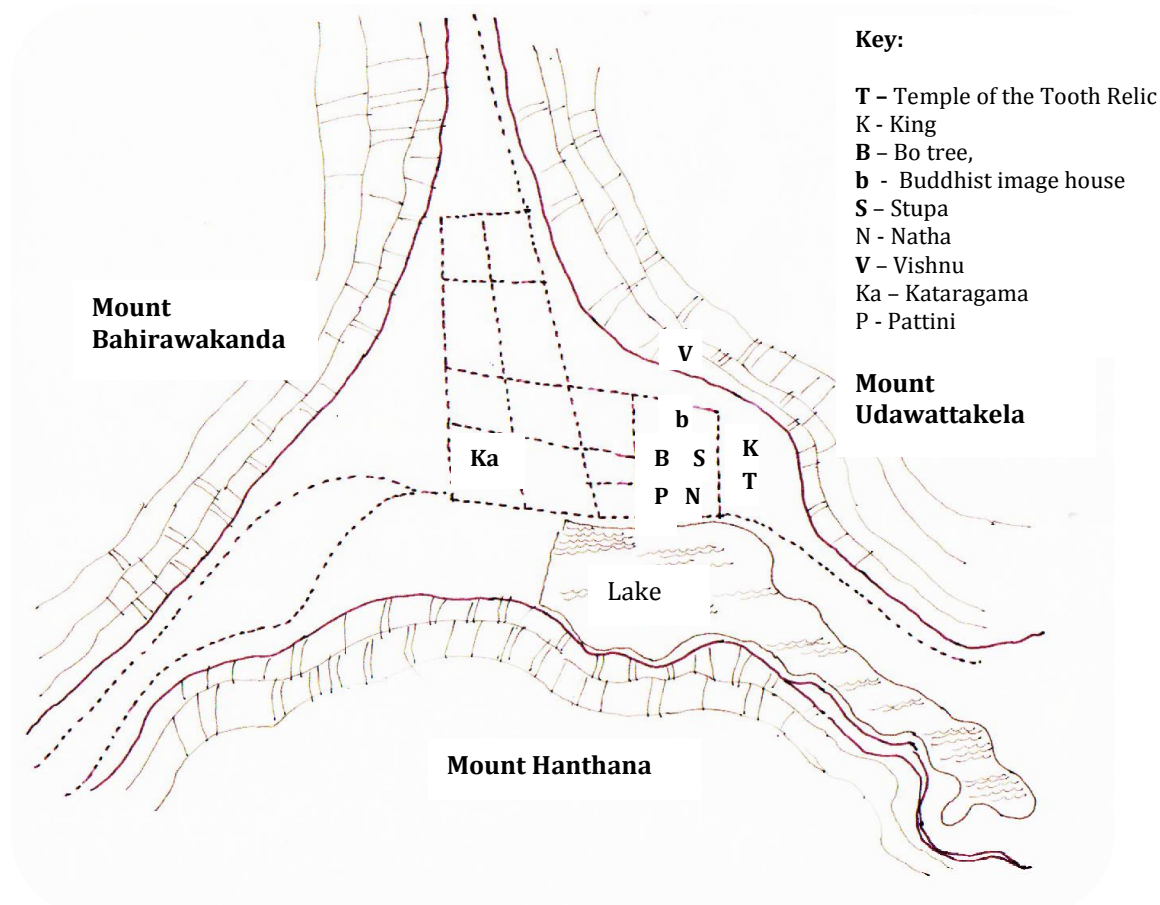 Key:
T – Temple of the Tooth Relic
K - King
B – Bo tree,
b - Buddhist image house
S – Stupa
N - Natha
V – Vishnu
Ka – Kataragama
P - Pattini
Mount
Bahirawakanda
Mount
Udawattakela
V
b
Ka
B S
K
T
P N
Lake
Mount Hanthana